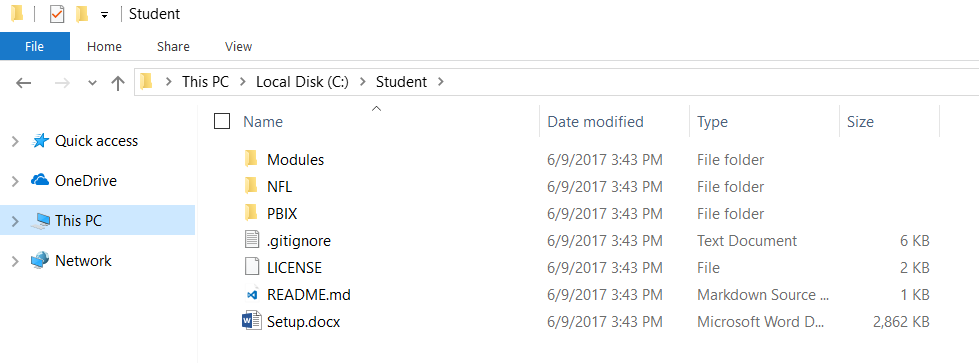 Student
File Home Share View
This PC Local Disk (C:) Student
Name Date modified Type Size
Quick access
OneDrive
This PC
Network
Modules 6/9/2017 3:43 PM File folder
NFL 6/9/2017 3:43 PM File folder
PBIX 6/9/2017 3:43 PM File folder
.gitignore 6/9/2017 3:43 PM Text Document 6 KB
LICENSE 6/9/2017 3:43 PM File 2 KB
README.md 6/9/2017 3:43 PM Markdown Source ... 1 KB
Setup.docx 6/9/2017 3:43 PM Microsoft Word D... 2,862 KB